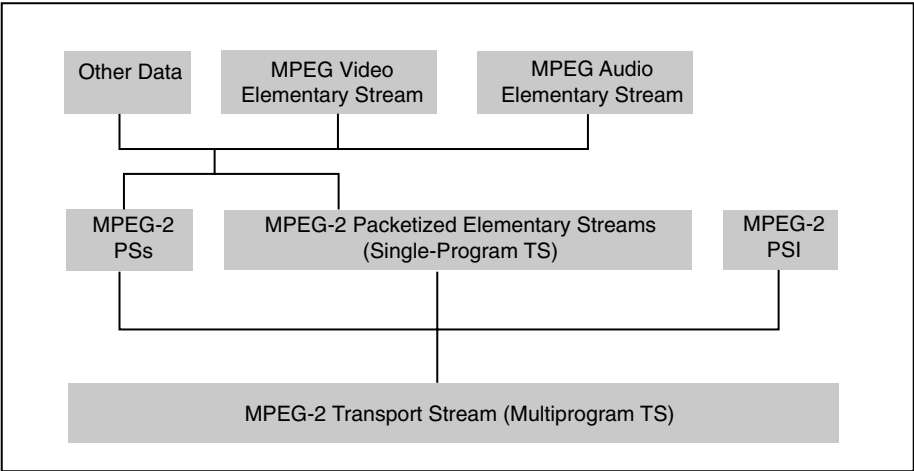 Other Data
MPEG Video
Elementary Stream
MPEG Audio
Elementary Stream
MPEG-2
PSs
MPEG-2 Packetized Elementary Streams
(Single-Program TS)
MPEG-2
PSI
MPEG-2 Transport Stream (Multiprogram TS)